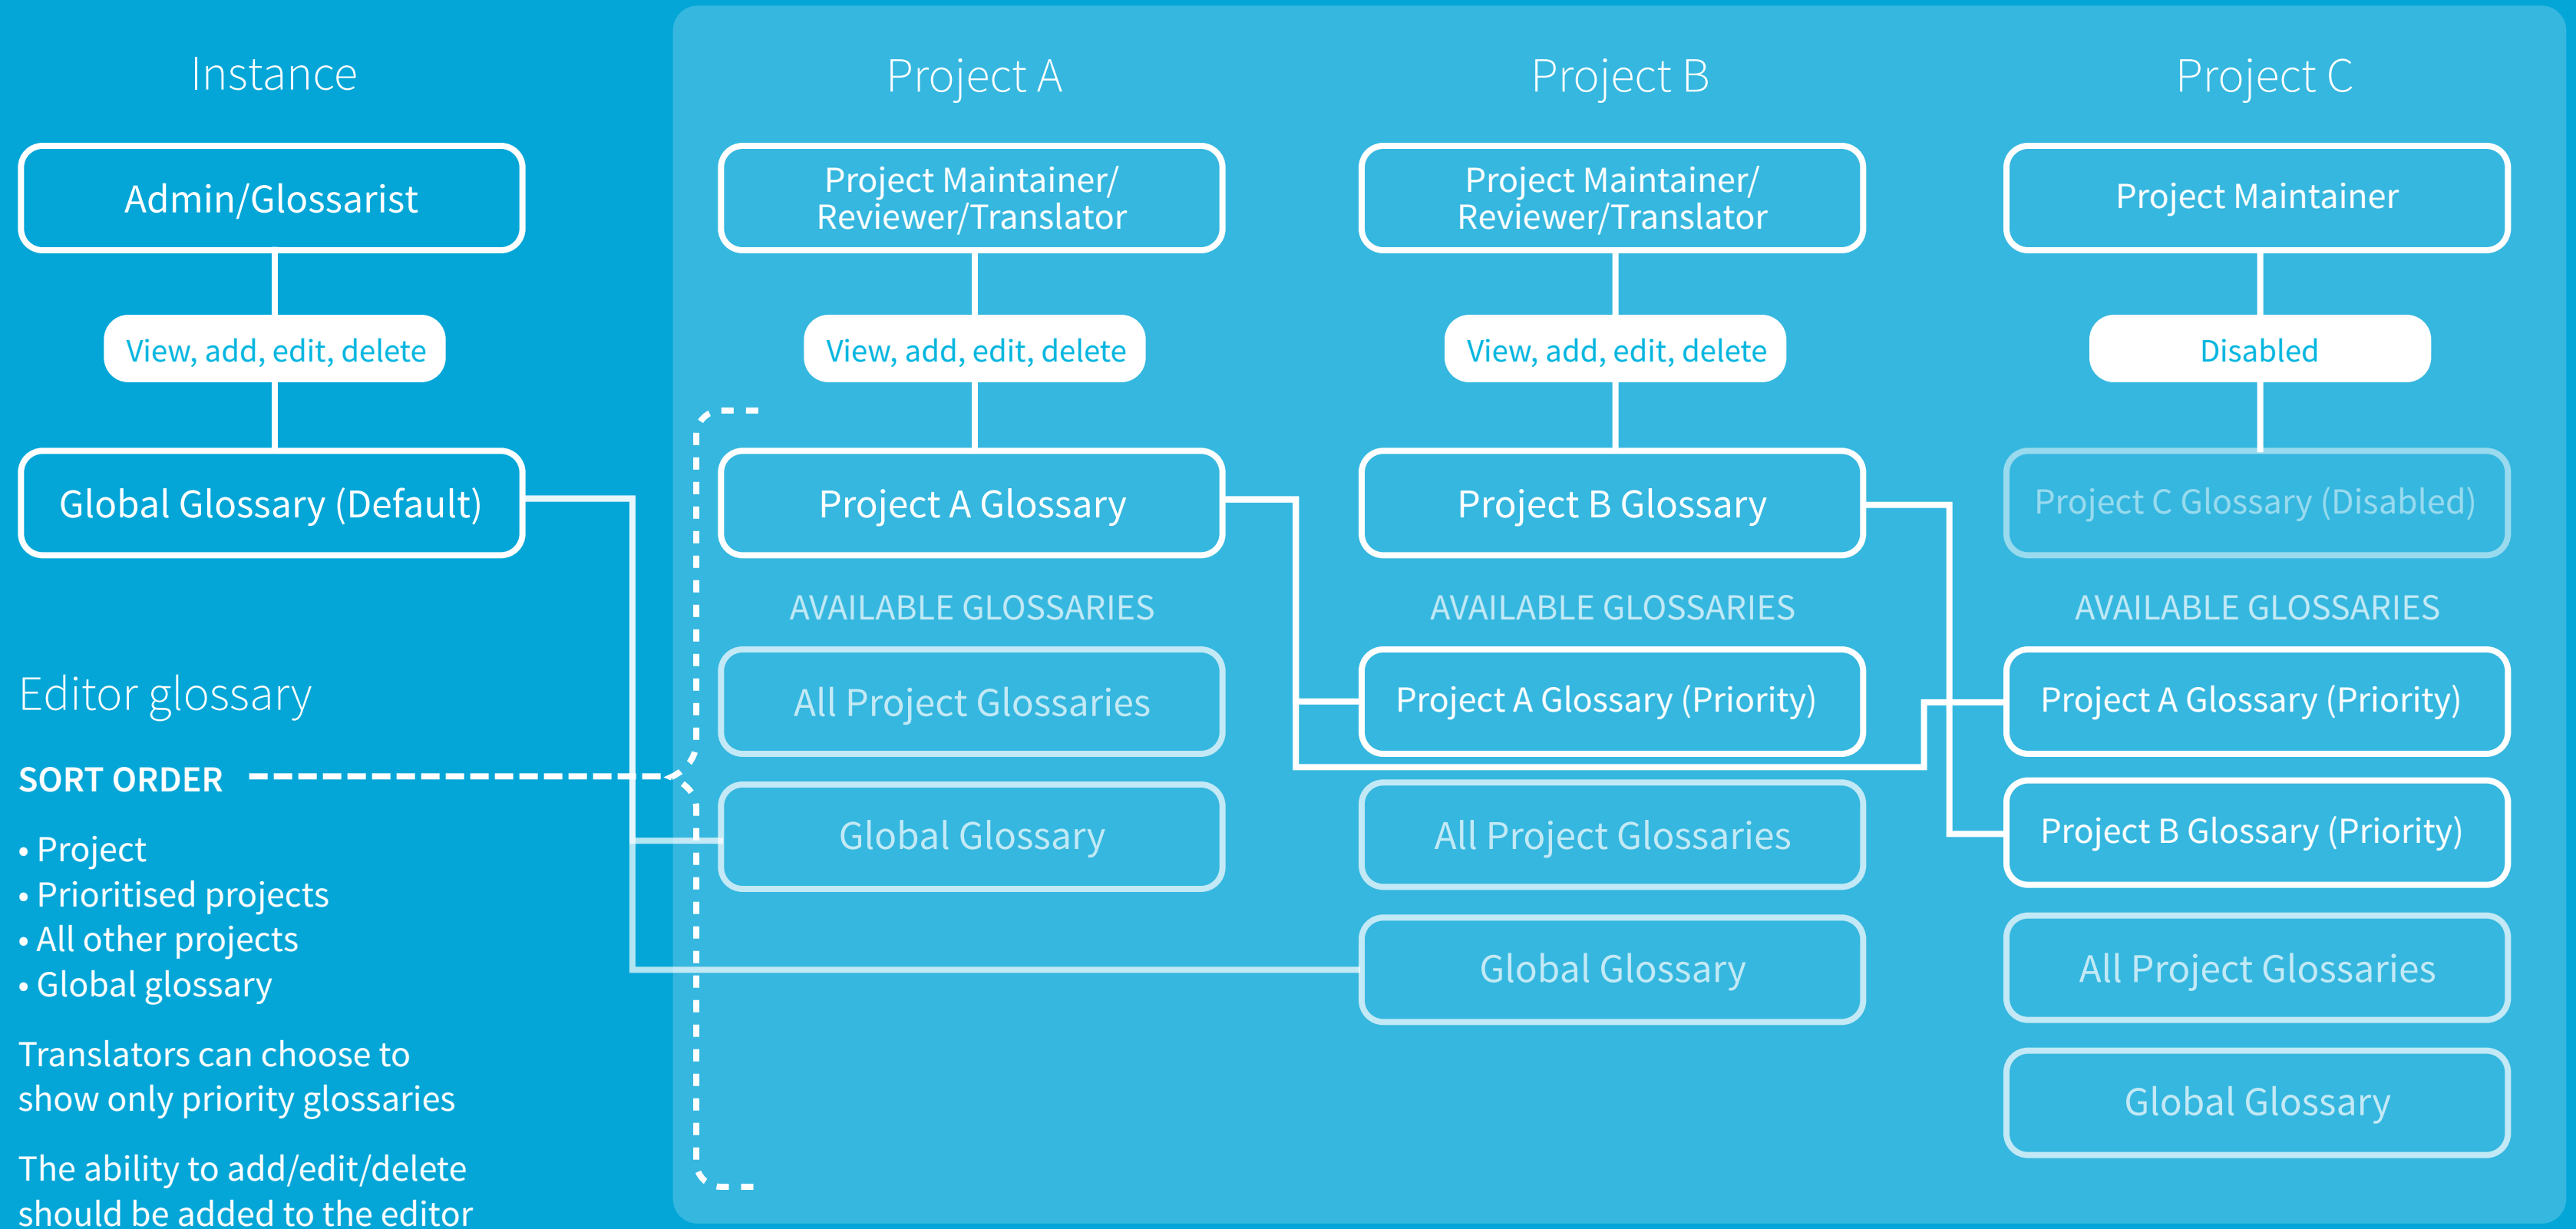 Instance
Admin/Glossarist
View, add, edit, delete
Global Glossary (Default)
Editor glossary
SORT ORDER
• Project
• Prioritised projects
• All other projects
• Global glossary
Translators can choose to
show only priority glossaries
The ability to add/edit/delete
should be added to the editor
Project A
Project Maintainer/
Reviewer/Translator
View, add, edit, delete
Project A Glossary
AVAILABLE GLOSSARIES
All Project Glossaries
Global Glossary
Project B
Project Maintainer/
Reviewer/Translator
View, add, edit, delete
Project B Glossary
AVAILABLE GLOSSARIES
Project A Glossary (Priority)
All Project Glossaries
Global Glossary
Project C
Project Maintainer
Disabled
Project C Glossary (Disabled)
AVAILABLE GLOSSARIES
Project A Glossary (Priority)
Project B Glossary (Priority)
All Project Glossaries
Global Glossary